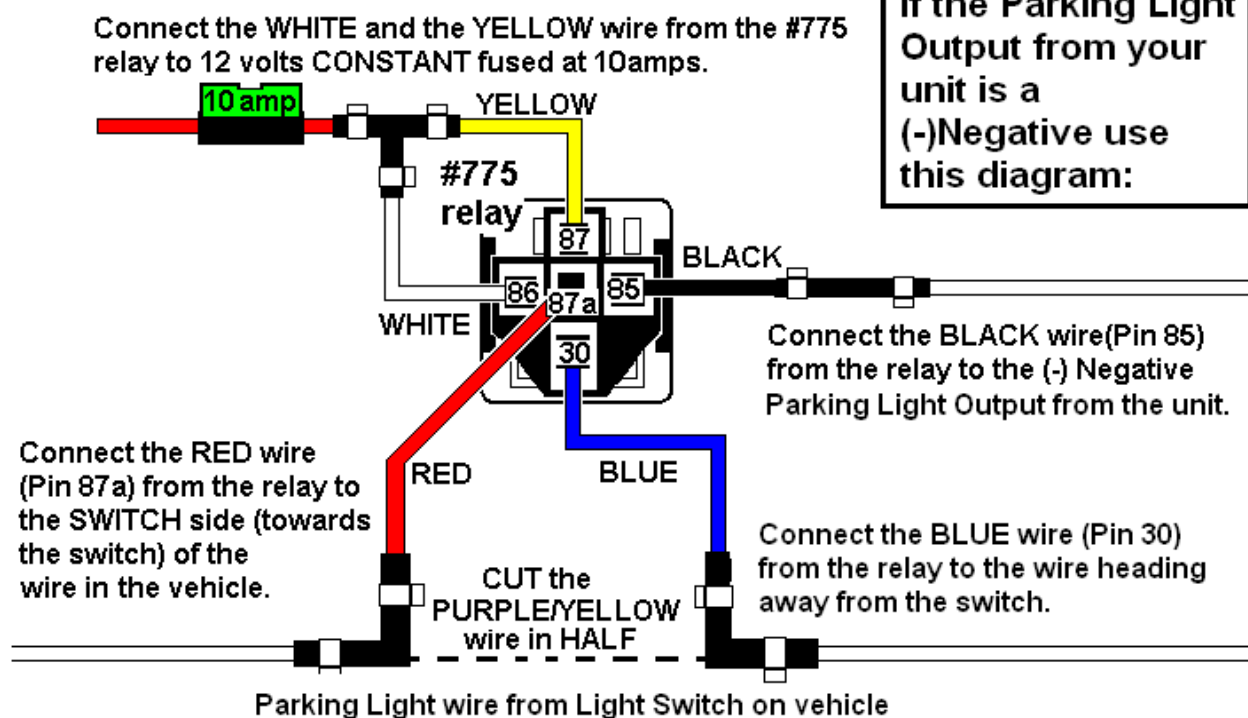 Connect the WHITE and the YELLOW wire from the #775
relay to 12 volts CONSTANT fused at 10amps.
If the Parking Light
Output from your
unit is a
(-)Negative use
this diagram:
10 amp
YELLOW
#775
relay
87
86
87a
85
30
BLACK
WHITE
Connect the BLACK wire(Pin 85)
from the relay to the (-) Negative
Parking Light Output from the unit.
Connect the RED wire
(Pin 87a) from the relay to
the SWITCH side (towards
the switch) of the
wire in the vehicle.
RED
BLUE
Connect the BLUE wire (Pin 30)
from the relay to the wire heading
away from the switch.
CUT the
PURPLE/YELLOW
wire in HALF
Parking Light wire from Light Switch on vehicle